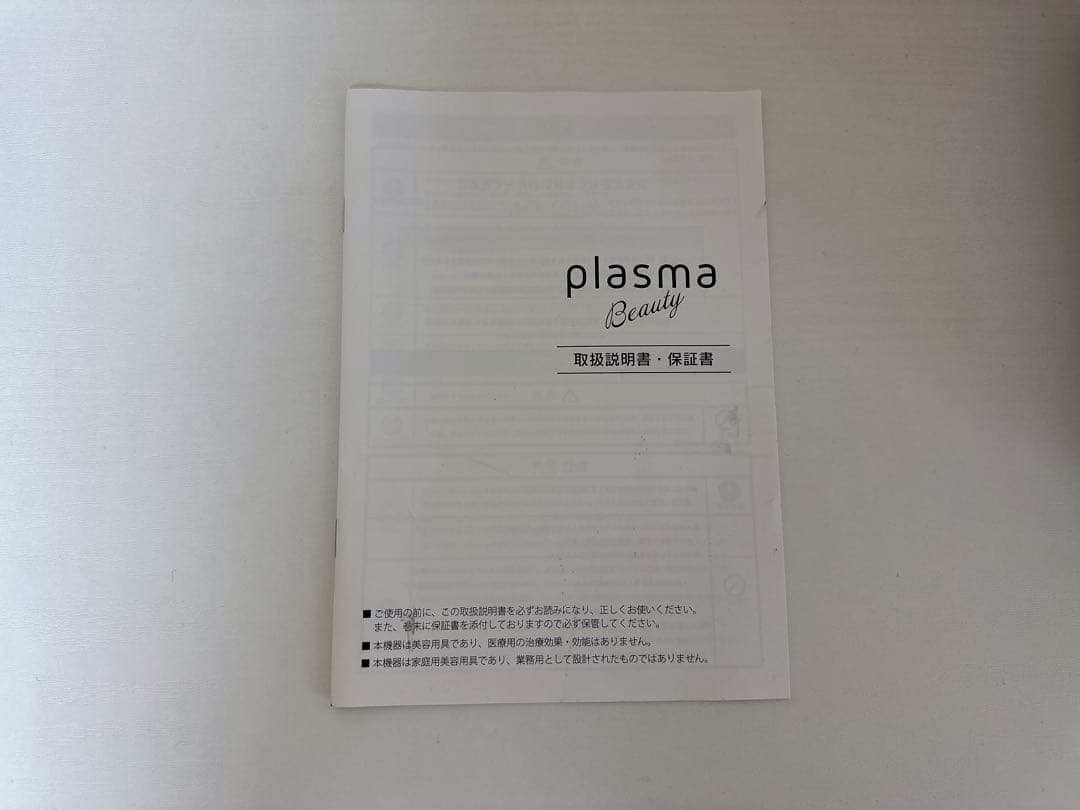 plasma
Beauty
取扱説明書・保証書
■ ご使用の前に、この取扱説明書を必ずお読みになり、正しくお使いください。
また、巻末に保証書を添付しておりますので必ず保管してください。
■ 本機器は美容用具であり、医療用の治療効果・効能はありません。
■ 本機器は家庭用美容用具であり、業務用として設計されたものではありません。